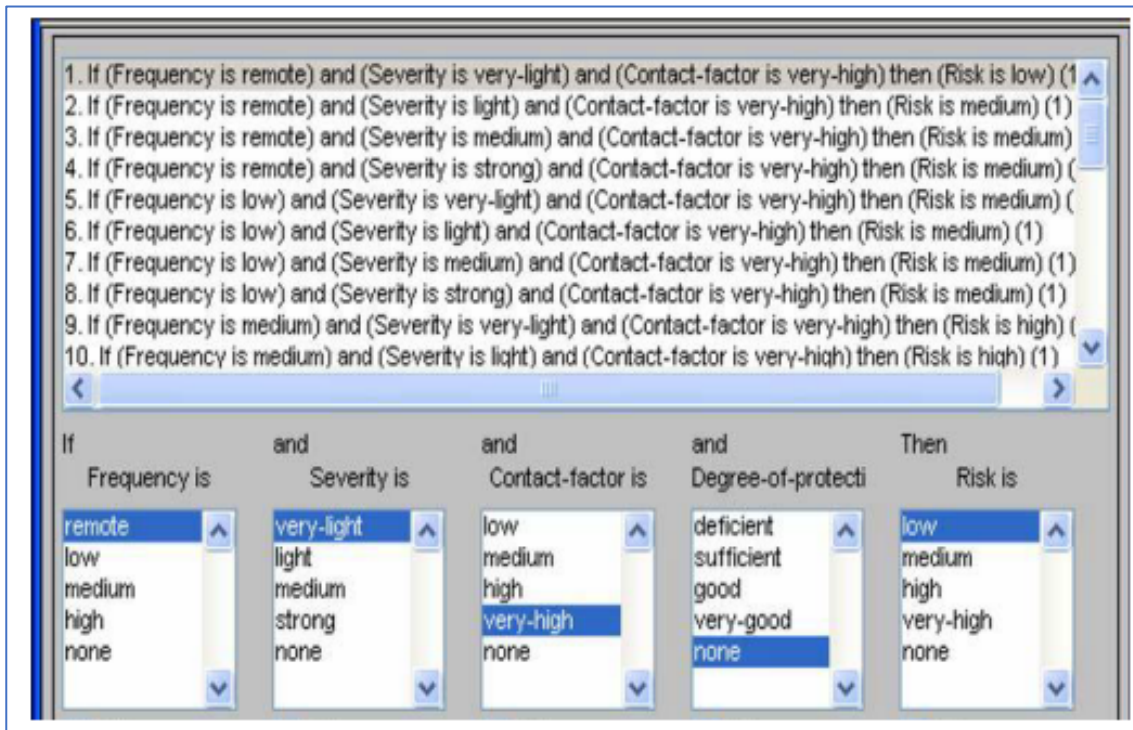 1. If (Frequency is remote) and (Severity is very-light) and (Contact-factor is very-high) then (Risk is low) (1
2. If (Frequency is remote) and (Severity is light) and (Contact-factor is very-high) then (Risk is medium) (1)
3. If (Frequency is remote) and (Severity is medium) and (Contact-factor is very-high) then (Risk is medium)
4. If (Frequency is remote) and (Severity is strong) and (Contact-factor is very-high) then (Risk is medium) (
5. If (Frequency is low) and (Severity is very-light) and (Contact-factor is very-high) then (Risk is medium) (
6. If (Frequency is low) and (Severity is light) and (Contact-factor is very-high) then (Risk is medium) (1)
7. If (Frequency is low) and (Severity is medium) and (Contact-factor is very-high) then (Risk is medium) (1)
8. If (Frequency is low) and (Severity is strong) and (Contact-factor is very-high) then (Risk is medium) (1)
9. If (Frequency is medium) and (Severity is very-light) and (Contact-factor is very-high) then (Risk is high) (
10. If (Frequency is medium) and (Severity is light) and (Contact-factor is very-high) then (Risk is high) (1)
If
Frequency is
remote
low
medium
high
none
and
Severity is
very-light
light
medium
strong
none
and
Contact-factor is
low
medium
high
very-high
none
and
Degree-of-protecti
deficient
sufficient
good
very-good
none
Then
Risk is
low
medium
high
very-high
none